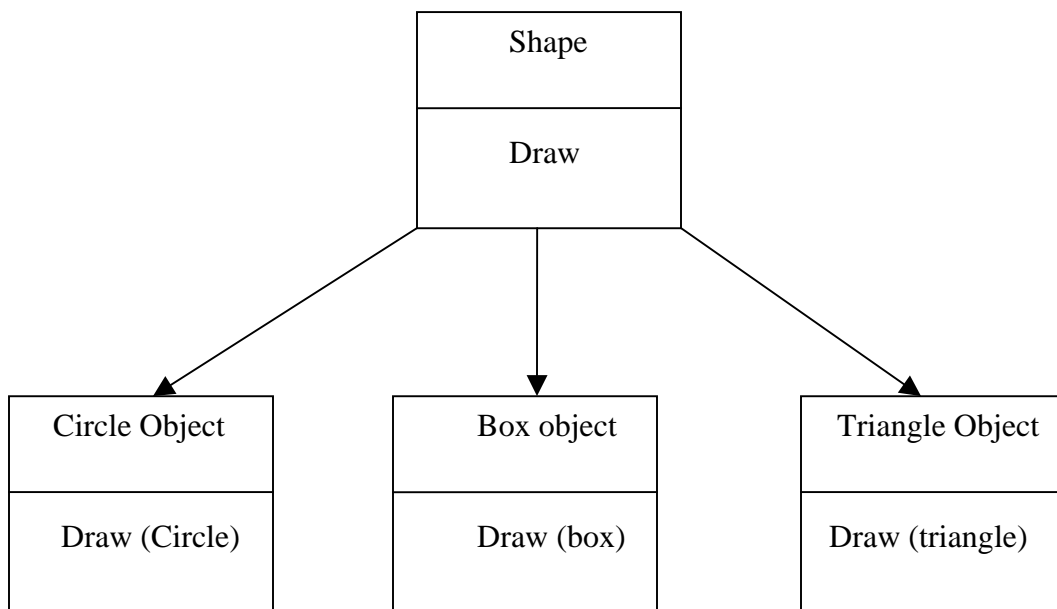 Shape
Draw
Circle Object
Box object
Triangle Object
Draw (Circle)
Draw (box)
Draw (triangle)